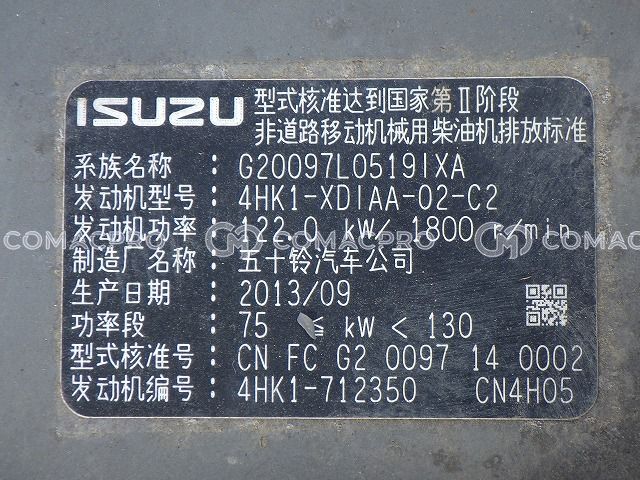 ISUZU 型式核准达到国家第Ⅱ阶段
非道路移动机械用柴油机排放标准
系族名称 : G20097L0519IXA
发动机型号 : 4HK1-XDIAA-02-C2
发动机功率 : 122.0 kW/ 1800 r/min
COMACPRO COMACPRO COMACPRO
制造厂名称 : 五十铃汽车公司
生产日期 : 2013/09
功率段 : 75 ≤ kW < 130
型式核准号 : CN FC G2 0097 14 0002
发动机编号 : 4HK1-712350 CN4H05